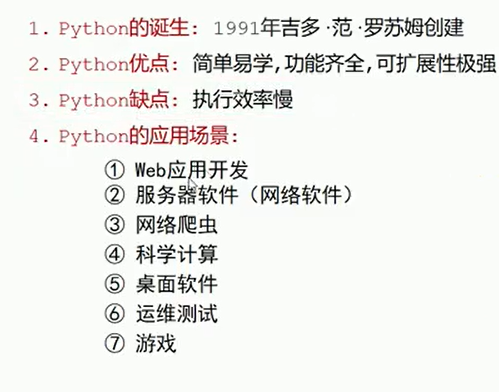 1. Python的诞生: 1991年吉多·范·罗苏姆创建
2. Python优点: 简单易学,功能齐全,可扩展性极强
3. Python缺点: 执行效率慢
4. Python的应用场景:
① Web应用开发
② 服务器软件（网络软件）
③ 网络爬虫
④ 科学计算
⑤ 桌面软件
⑥ 运维测试
⑦ 游戏